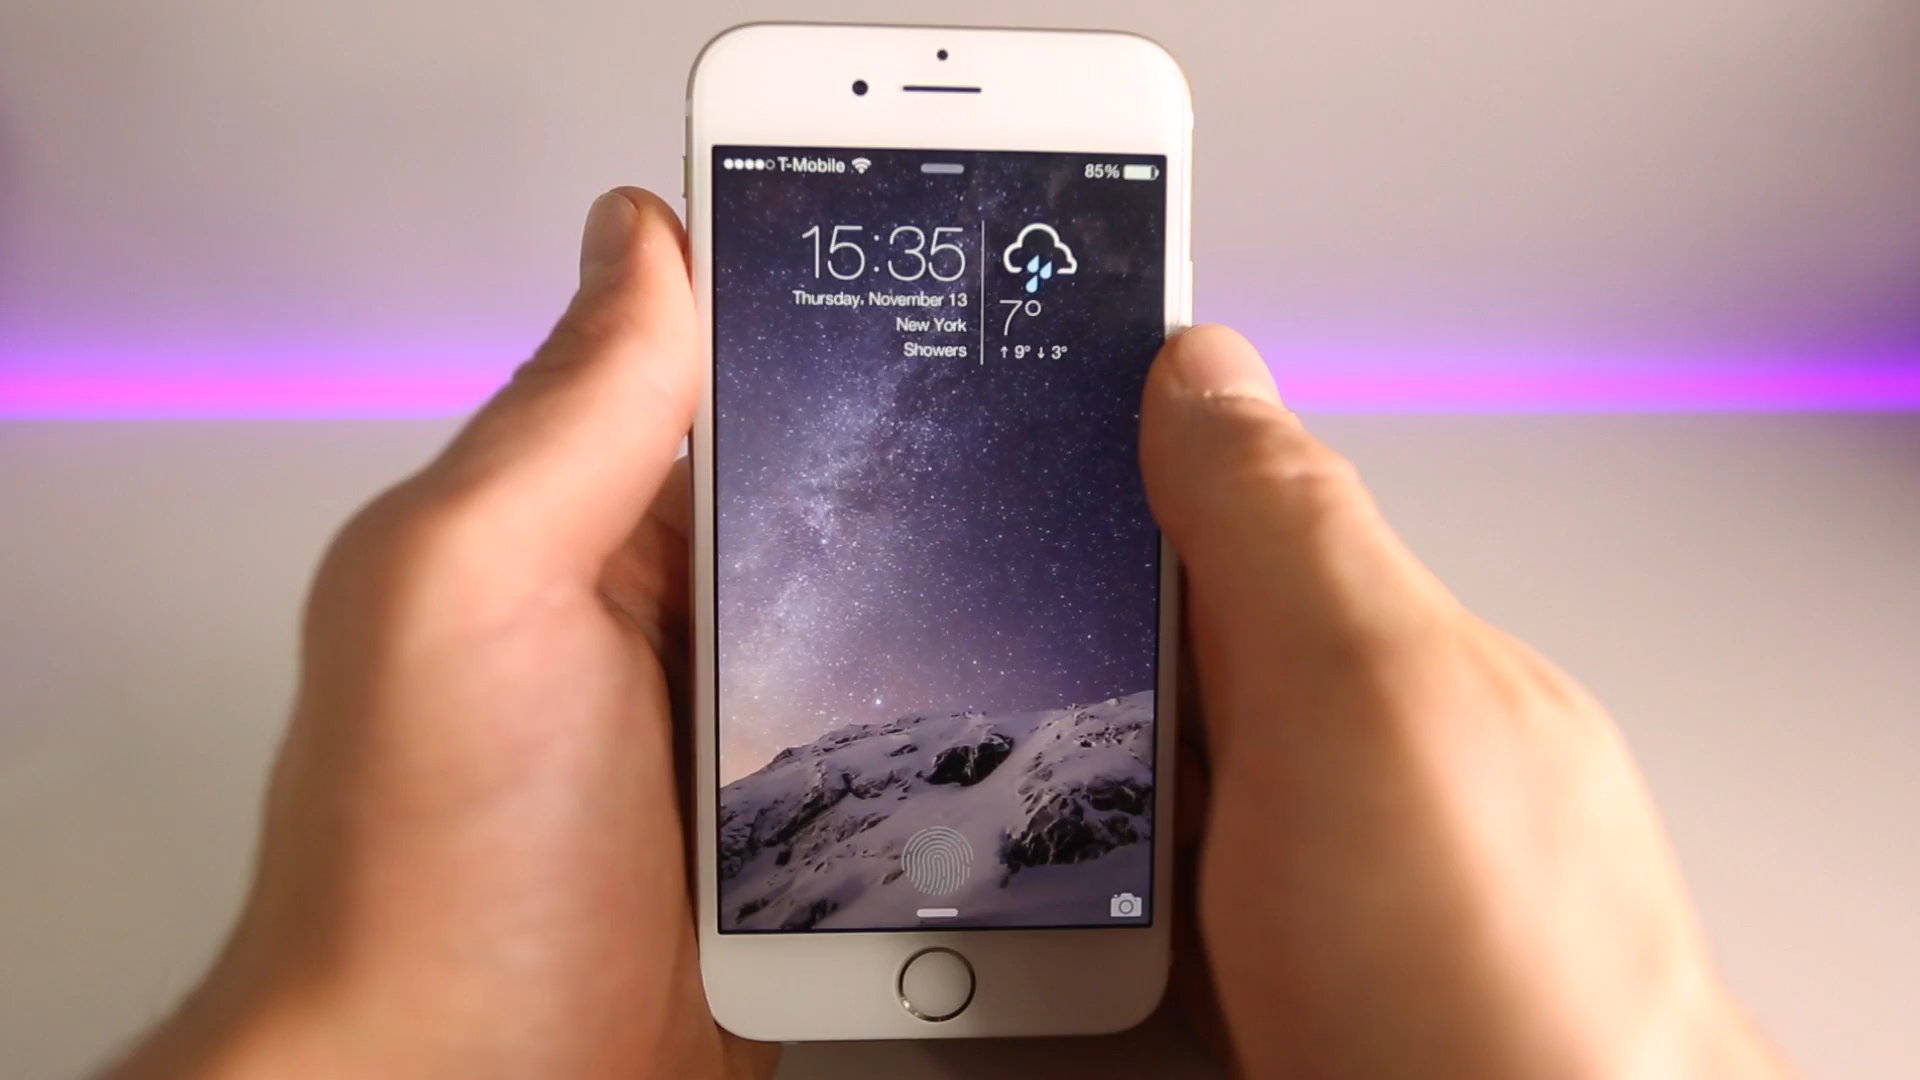 T-Mobile 85%
15:35
Thursday, November 13
New York
Showers
7°
↑ 9° ↓ 3°